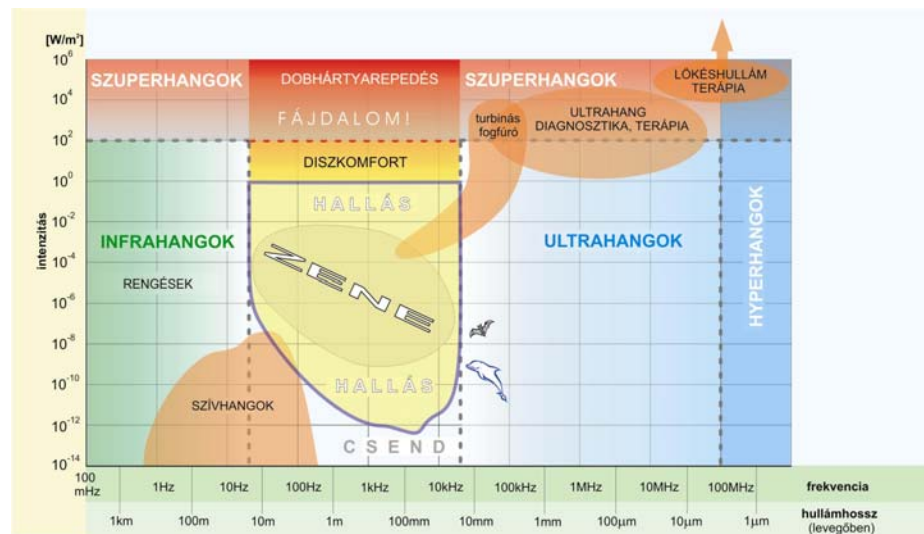 [W/m²]
10⁶
10⁴
10²
10⁰
10⁻²
10⁻⁴
10⁻⁶
10⁻⁸
10⁻¹⁰
10⁻¹²
10⁻¹⁴
intenzitás
SZUPERHANGOK
DOBHÁRTYAREPEDÉS
FÁJDALOM!
SZUPERHANGOK
LÖKÉSHULLÁM
TERÁPIA
turbinás
fogfúró
ULTRAHANG
DIAGNOSZTIKA, TERÁPIA
DISZKOMFORT
HALLÁS
INFRAHANGOK
RENGÉSEK
ZENE
ULTRAHANGOK
HYPERHANGOK
HALLÁS
SZÍVHANGOK
CSEND
100 mHz 1Hz 10Hz 100Hz 1kHz 10kHz 100kHz 1MHz 10MHz 100MHz frekvencia
1km 100m 10m 1m 100mm 10mm 1mm 100µm 10µm 1µm hullámhossz
(levegőben)